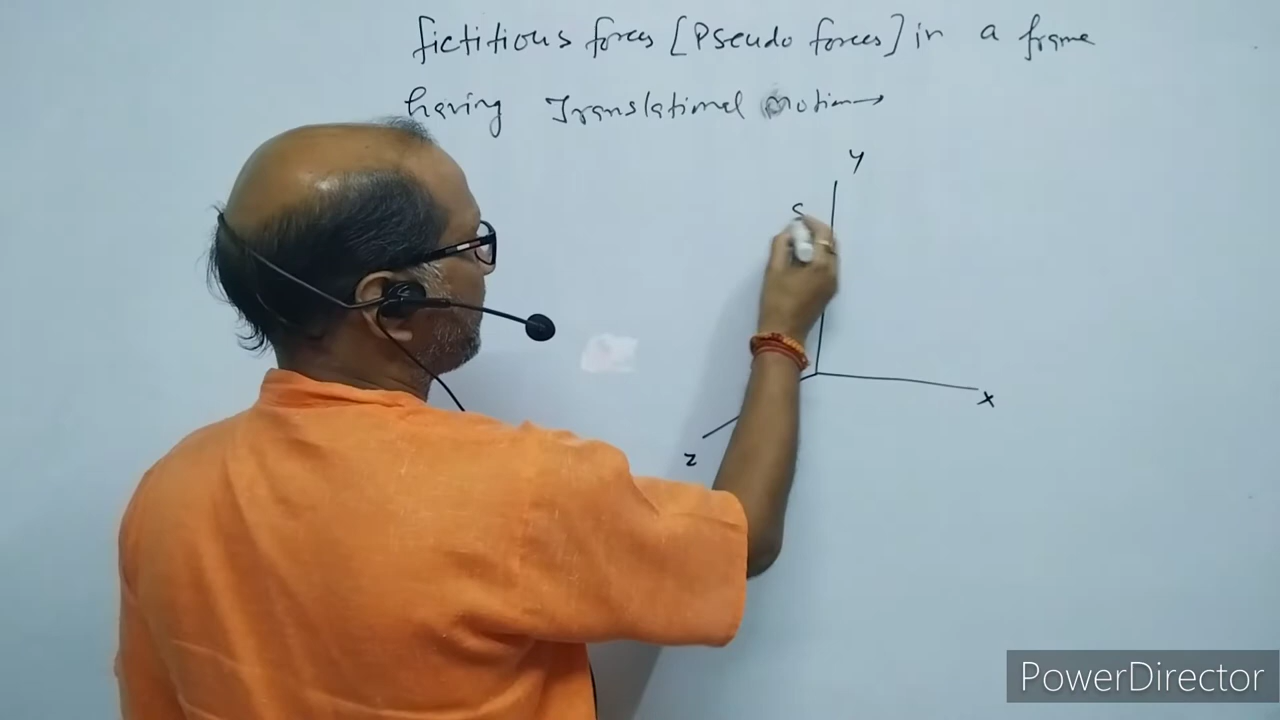 fictitious forces [Pseudo forces] in a frame
having Translational motion→
Y
S
X
Z
PowerDirector